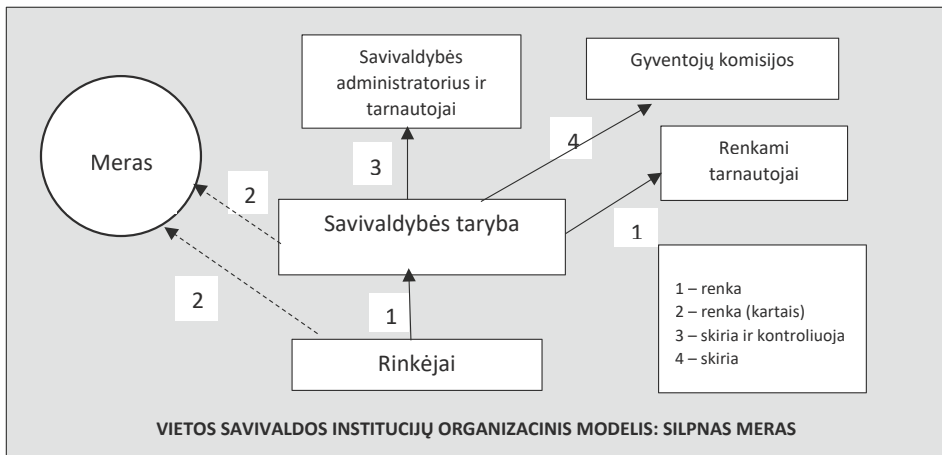 Savivaldybės
administratorius ir
tarnautojai
Gyventojų komisijos
4
3
Renkami
tarnautojai
Meras
2
Savivaldybės taryba
1
2
1
1 – renka
2 – renka (kartais)
3 – skiria ir kontroliuoja
4 – skiria
Rinkėjai
VIETOS SAVIVALDOS INSTITUCIJŲ ORGANIZACINIS MODELIS: SILPNAS MERAS